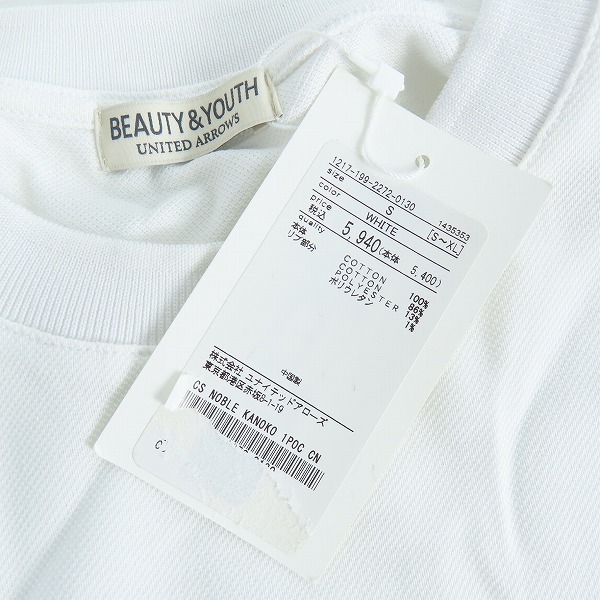 BEAUTY & YOUTH
UNITED ARROWS
1217-199-2272-0130
1435353
size S [S~XL]
color WHITE
price
税込 5,940(本体 5,400)
quality
本体 COTTON 100%
リブ部分 COTTON 86%
POLYESTER 13%
ポリウレタン 1%
中国製
株式会社 ユナイテッドアローズ
東京都港区赤坂8-1-19
CS NOBLE KANOKO 1POC CN